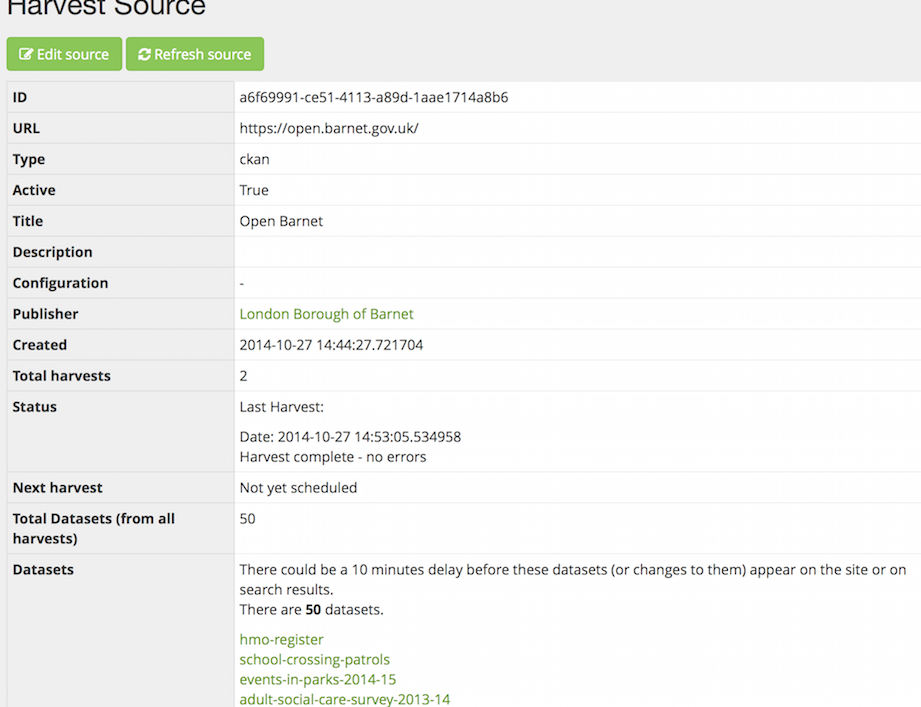 Harvest Source
Edit source Refresh source
ID a6f69991-ce51-4113-a89d-1aae1714a8b6
URL https://open.barnet.gov.uk/
Type ckan
Active True
Title Open Barnet
Description
Configuration -
Publisher London Borough of Barnet
Created 2014-10-27 14:44:27.721704
Total harvests 2
Status Last Harvest:
Date: 2014-10-27 14:53:05.534958
Harvest complete - no errors
Next harvest Not yet scheduled
Total Datasets (from all 50
harvests)
Datasets There could be a 10 minutes delay before these datasets (or changes to them) appear on the site or on
search results.
There are 50 datasets.
hmo-register
school-crossing-patrols
events-in-parks-2014-15
adult-social-care-survey-2013-14